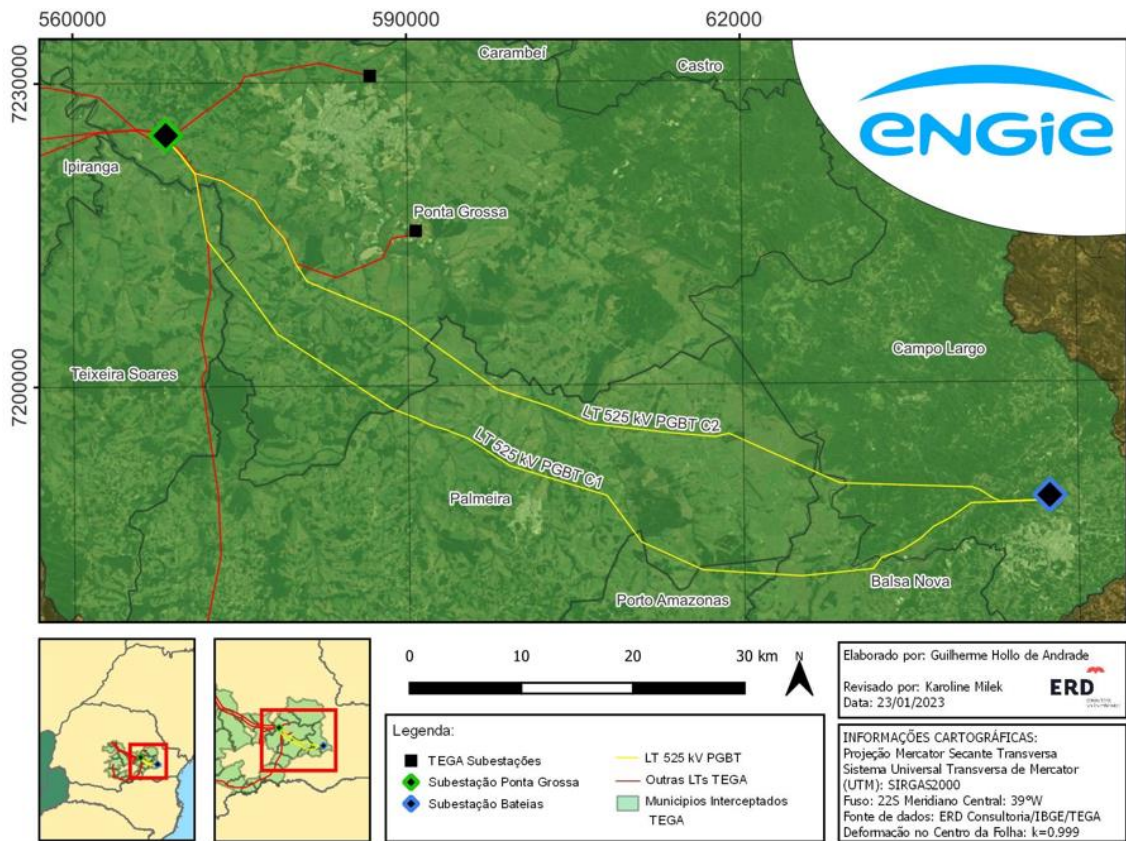 560000
590000
62000
7230000
7200000
Carambeí
Castro
ENGIE
Ipiranga
Ponta Grossa
Campo Largo
Teixeira Soares
LT 525 kV PGBT C2
LT 525 kV PGBT C1
Palmeira
Balsa Nova
Porto Amazonas
0 10 20 30 km
N
Legenda:
TEGA Subestações
Subestação Ponta Grossa
Subestação Bateias
LT 525 kV PGBT
Outras LTs TEGA
Municipios Interceptados
TEGA
Elaborado por: Guilherme Hollo de Andrade
Revisado por: Karoline Milek
Data: 23/01/2023
ERD
INFORMAÇÕES CARTOGRÁFICAS:
Projeção Mercator Secante Transversa
Sistema Universal Transversa de Mercator
(UTM): SIRGAS2000
Fuso: 22S Meridiano Central: 39°W
Fonte de dados: ERD Consultoria/IBGE/TEGA
Deformação no Centro da Folha: k=0.999